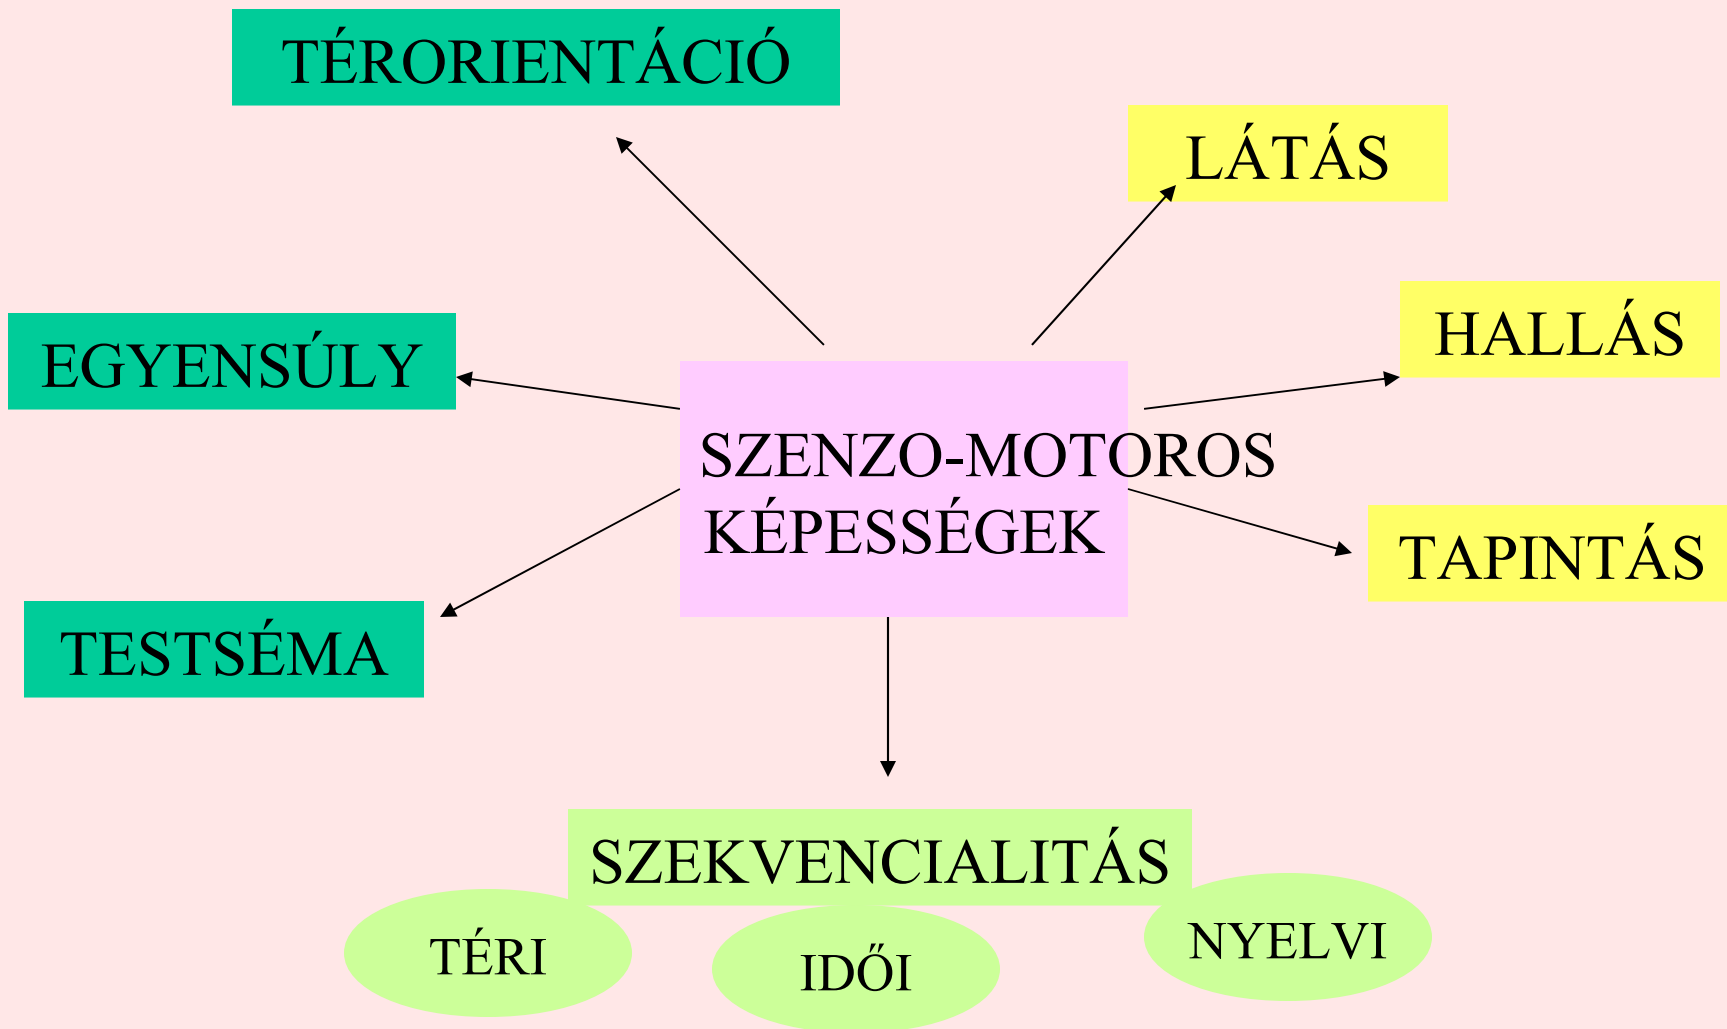 TÉRORIENTÁCIÓ
LÁTÁS
HALLÁS
EGYENSÚLY
SZENZO-MOTOROS
KÉPESSÉGEK
TAPINTÁS
TESTSÉMA
SZEKVENCIALITÁS
TÉRI
IDŐI
NYELVI